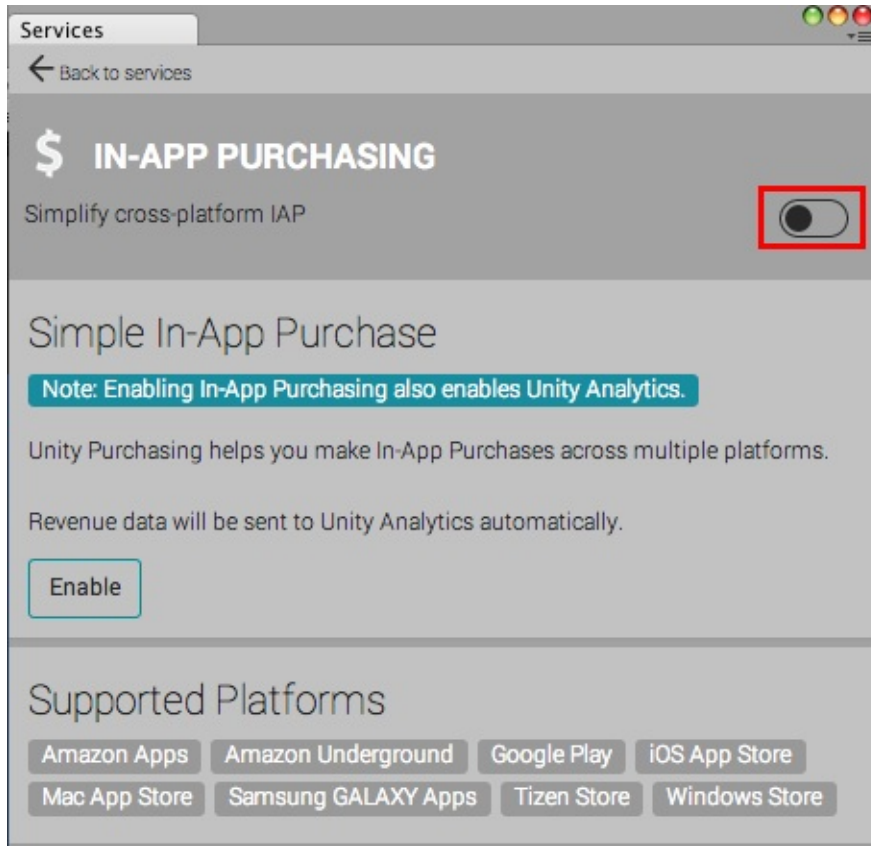 Services
Back to services
$ IN-APP PURCHASING
Simplify cross-platform IAP
Simple In-App Purchase
Note: Enabling In-App Purchasing also enables Unity Analytics.
Unity Purchasing helps you make In-App Purchases across multiple platforms.
Revenue data will be sent to Unity Analytics automatically.
Enable
Supported Platforms
Amazon Apps Amazon Underground Google Play iOS App Store
Mac App Store Samsung GALAXY Apps Tizen Store Windows Store